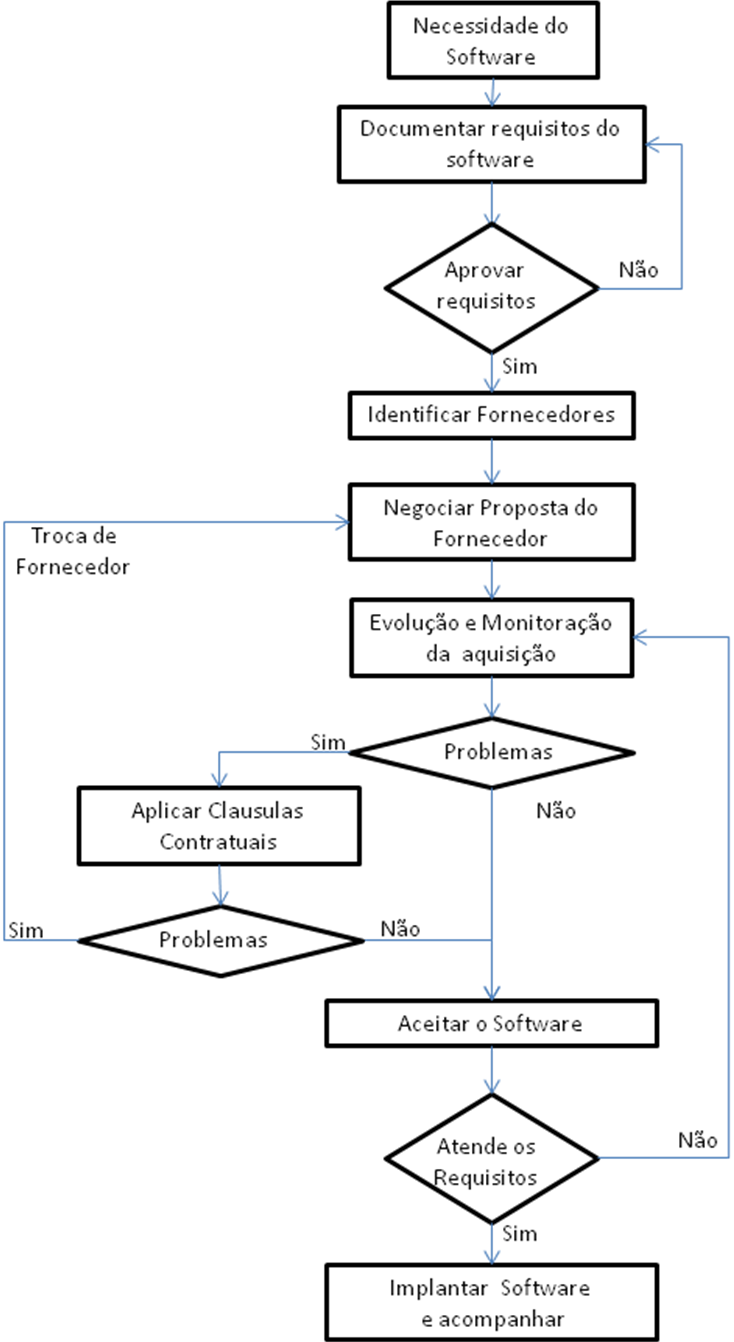 Necessidade do
Software
Documentar requisitos do
software
Aprovar
requisitos
Não
Sim
Identificar Fornecedores
Negociar Proposta do
Fornecedor
Troca de
Fornecedor
Evolução e Monitoração
da aquisição
Problemas
Sim
Não
Aplicar Clausulas
Contratuais
Problemas
Sim
Não
Aceitar o Software
Atende os
Requisitos
Não
Sim
Implantar Software
e acompanhar